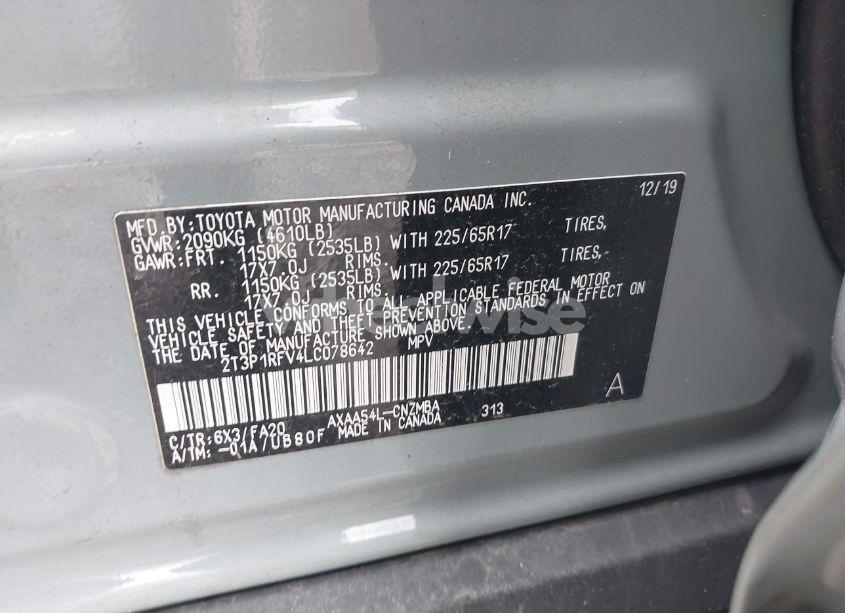 12/19
MFD.BY:TOYOTA MOTOR MANUFACTURING CANADA INC.
GVWR:2090KG (4610LB)
GAWR:FRT. 1150KG (2535LB) WITH 225/65R17 TIRES,
17X7.0J RIMS.
RR. 1150KG (2535LB) WITH 225/65R17 TIRES,
17X7.0J RIMS.
THIS VEHICLE CONFORMS TO ALL APPLICABLE FEDERAL MOTOR
VEHICLE SAFETY AND THEFT PREVENTION STANDARDS IN EFFECT ON
THE DATE OF MANUFACTURE SHOWN ABOVE.
2T3P1RFV4LC078642 MPV
A
AXAA54L-CNZMBA 313
C/TR:6X3/FA20 MADE IN CANADA
A/TM:-01A/UB80F